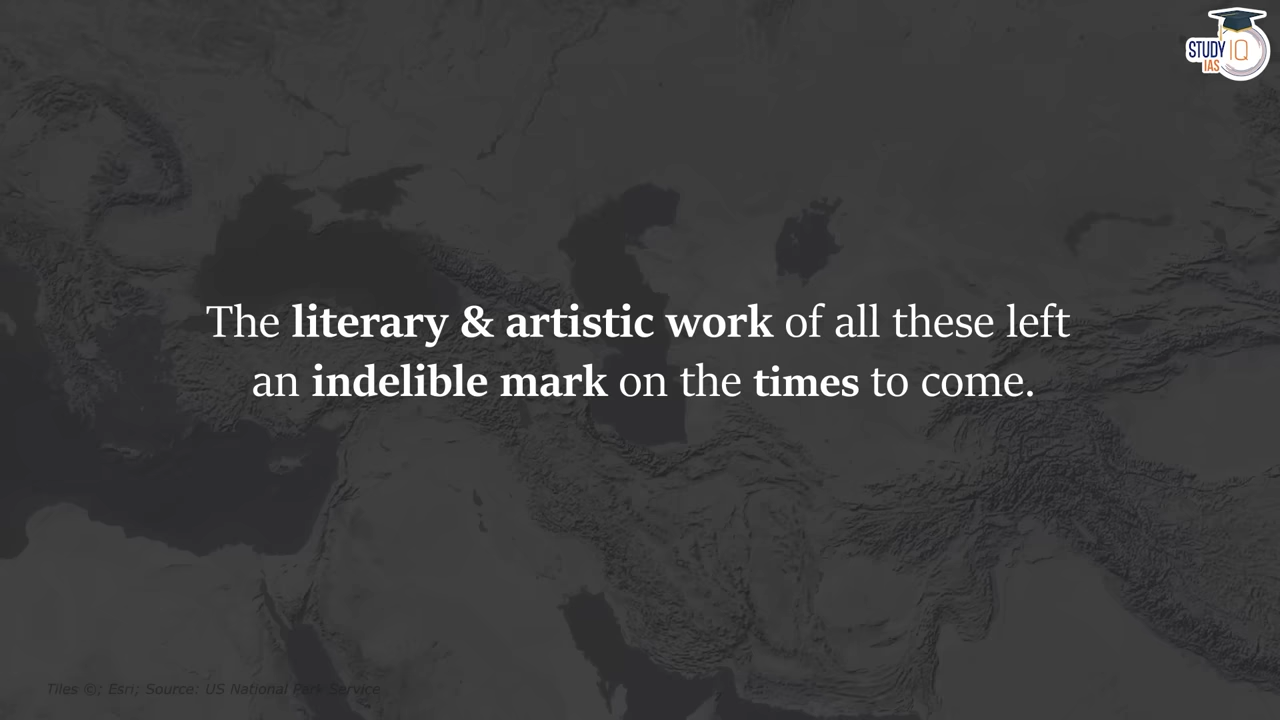 STUDY IQ
IAS
The literary & artistic work of all these left
an indelible mark on the times to come.
Tiles ©; Esri; Source: US National Park Service